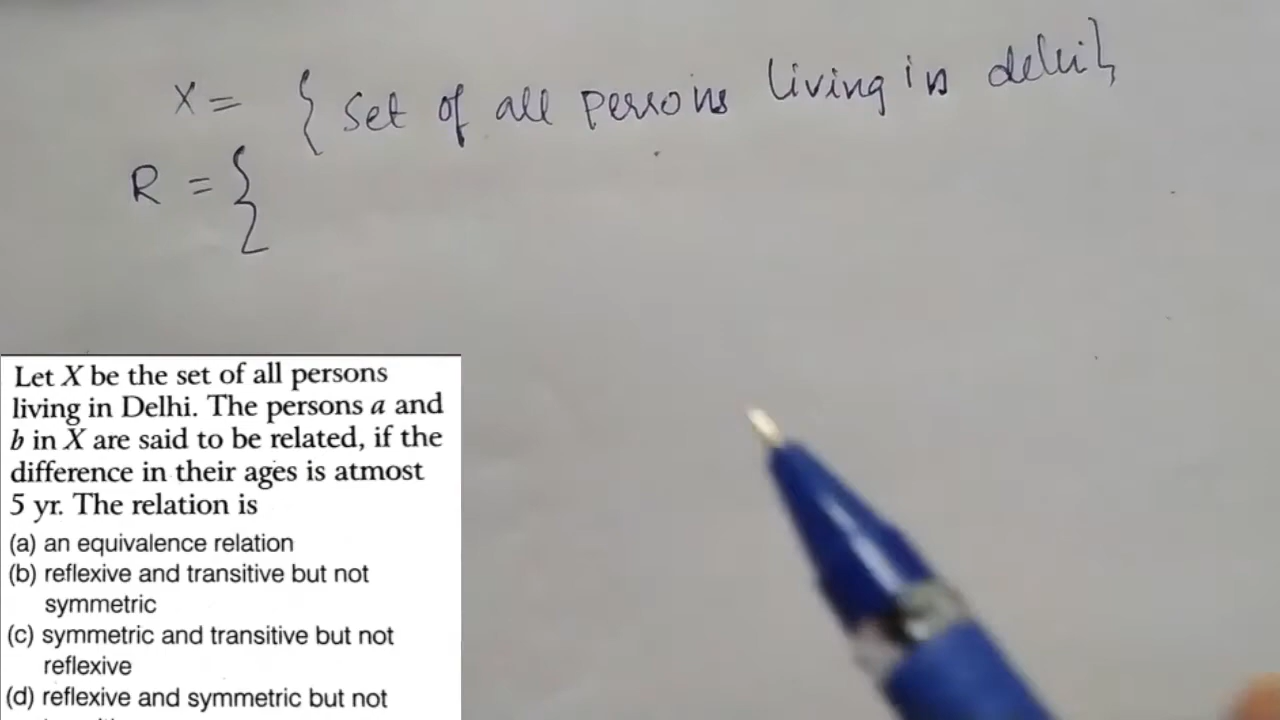 X = { Set of all persons living in delhi}
R = {
Let X be the set of all persons
living in Delhi. The persons a and
b in X are said to be related, if the
difference in their ages is atmost
5 yr. The relation is
(a) an equivalence relation
(b) reflexive and transitive but not
symmetric
(c) symmetric and transitive but not
reflexive
(d) reflexive and symmetric but not